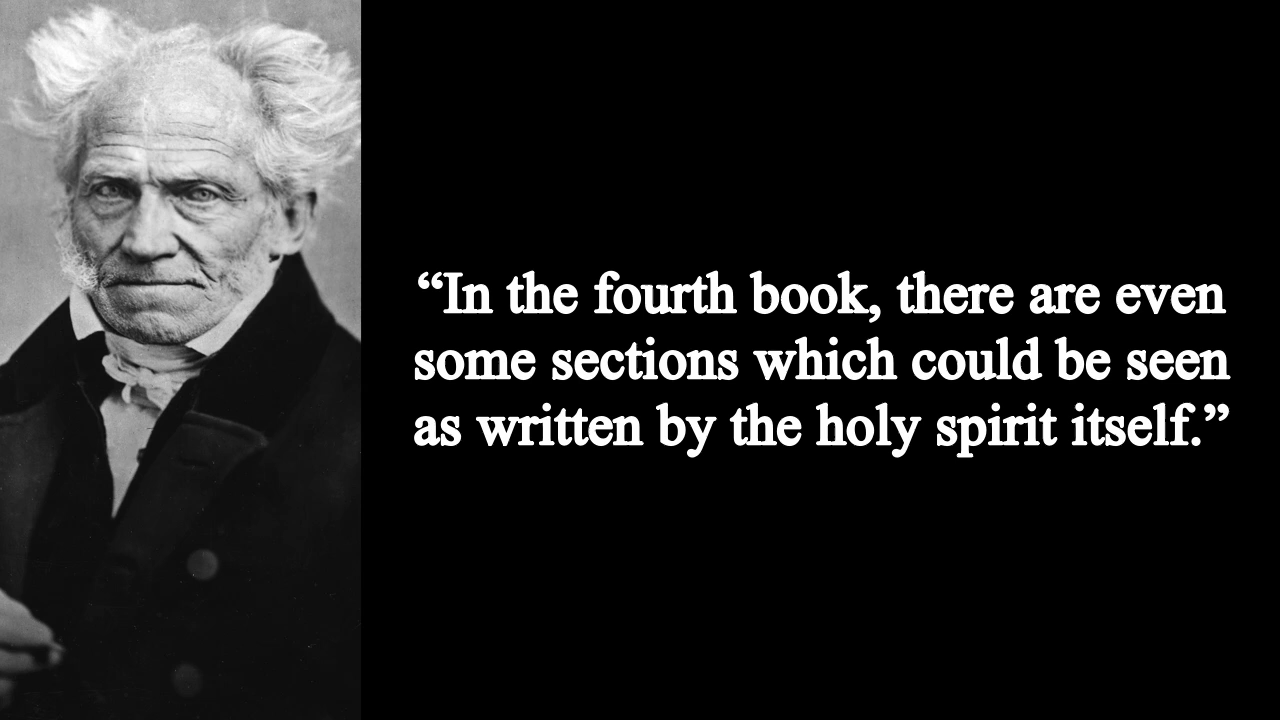 “In the fourth book, there are even
some sections which could be seen
as written by the holy spirit itself.”